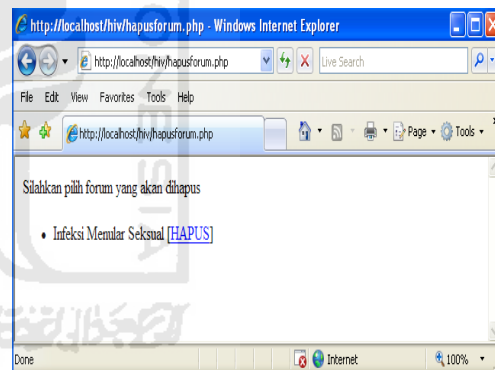 http://localhost/hiv/hapusforum.php - Windows Internet Explorer
http://localhost/hiv/hapusforum.php Live Search
File Edit View Favorites Tools Help
http://localhost/hiv/hapusforum.php Page Tools
Silahkan pilih forum yang akan dihapus
• Infeksi Menular Seksual [HAPUS]
Done Internet 100%